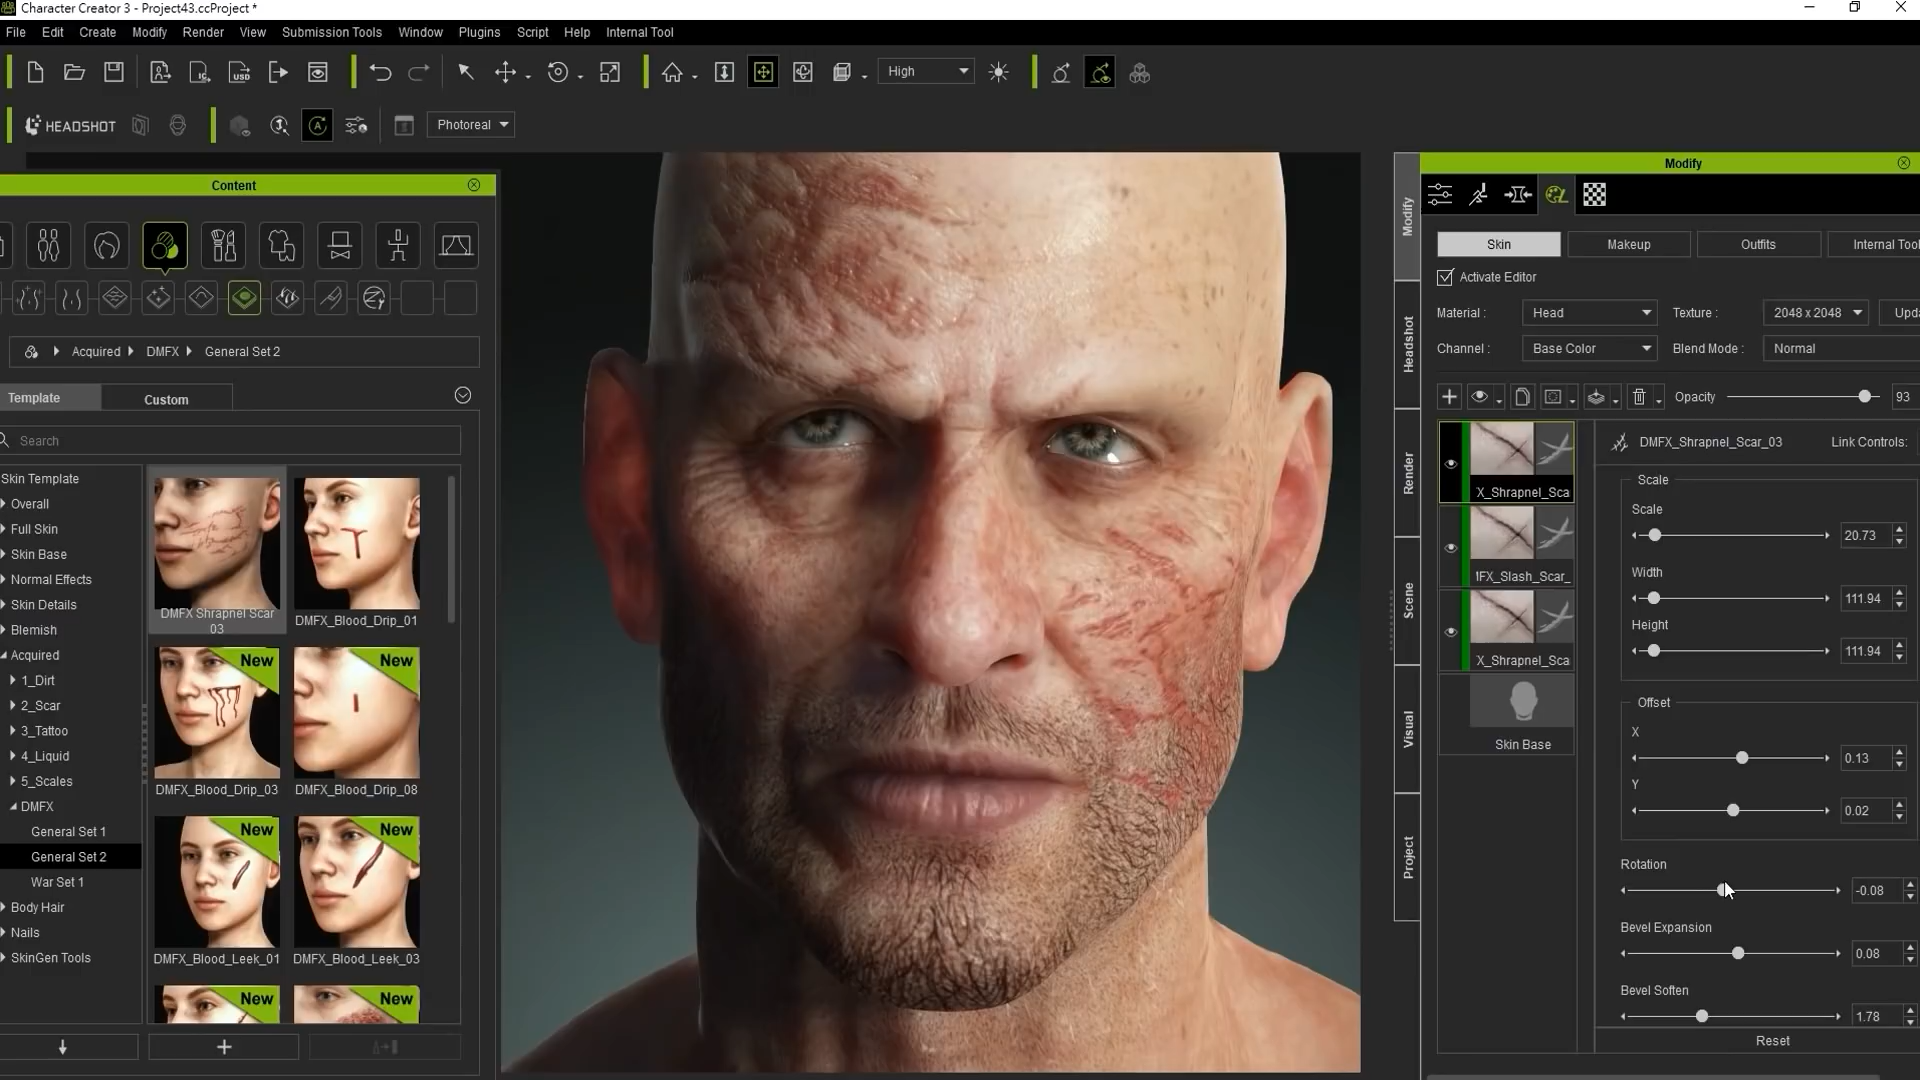 Character Creator 3 - Project43.ccProject *
File Edit Create Modify Render View Submission Tools Window Plugins Script Help Internal Tool
IC
USD
High
HEADSHOT
A
Photoreal
Content
Acquired DMFX General Set 2
Template Custom
Search
Skin Template
Overall
Full Skin
Skin Base
Normal Effects
Skin Details
Blemish
Acquired
1_Dirt
2_Scar
3_Tattoo
4_Liquid
5_Scales
DMFX
General Set 1
General Set 2
War Set 1
Body Hair
Nails
SkinGen Tools
DMFX Shrapnel Scar
03
DMFX_Blood_Drip_01
New
New
DMFX_Blood_Drip_03
DMFX_Blood_Drip_08
New
New
DMFX_Blood_Leek_01
DMFX_Blood_Leek_03
New
New
Modify
Headshot
Render
Scene
Visual
Project
Modify
Skin Makeup Outfits Internal Tool
Activate Editor
Material : Head Texture : 2048 x 2048 Upda
Channel : Base Color Blend Mode : Normal
Opacity 93
X_Shrapnel_Sca
MFX_Slash_Scar_
X_Shrapnel_Sca
Skin Base
DMFX_Shrapnel_Scar_03 Link Controls:
Scale
Scale
20.73
Width
111.94
Height
111.94
Offset
X
0.13
Y
0.02
Rotation
-0.08
Bevel Expansion
0.08
Bevel Soften
1.78
Reset